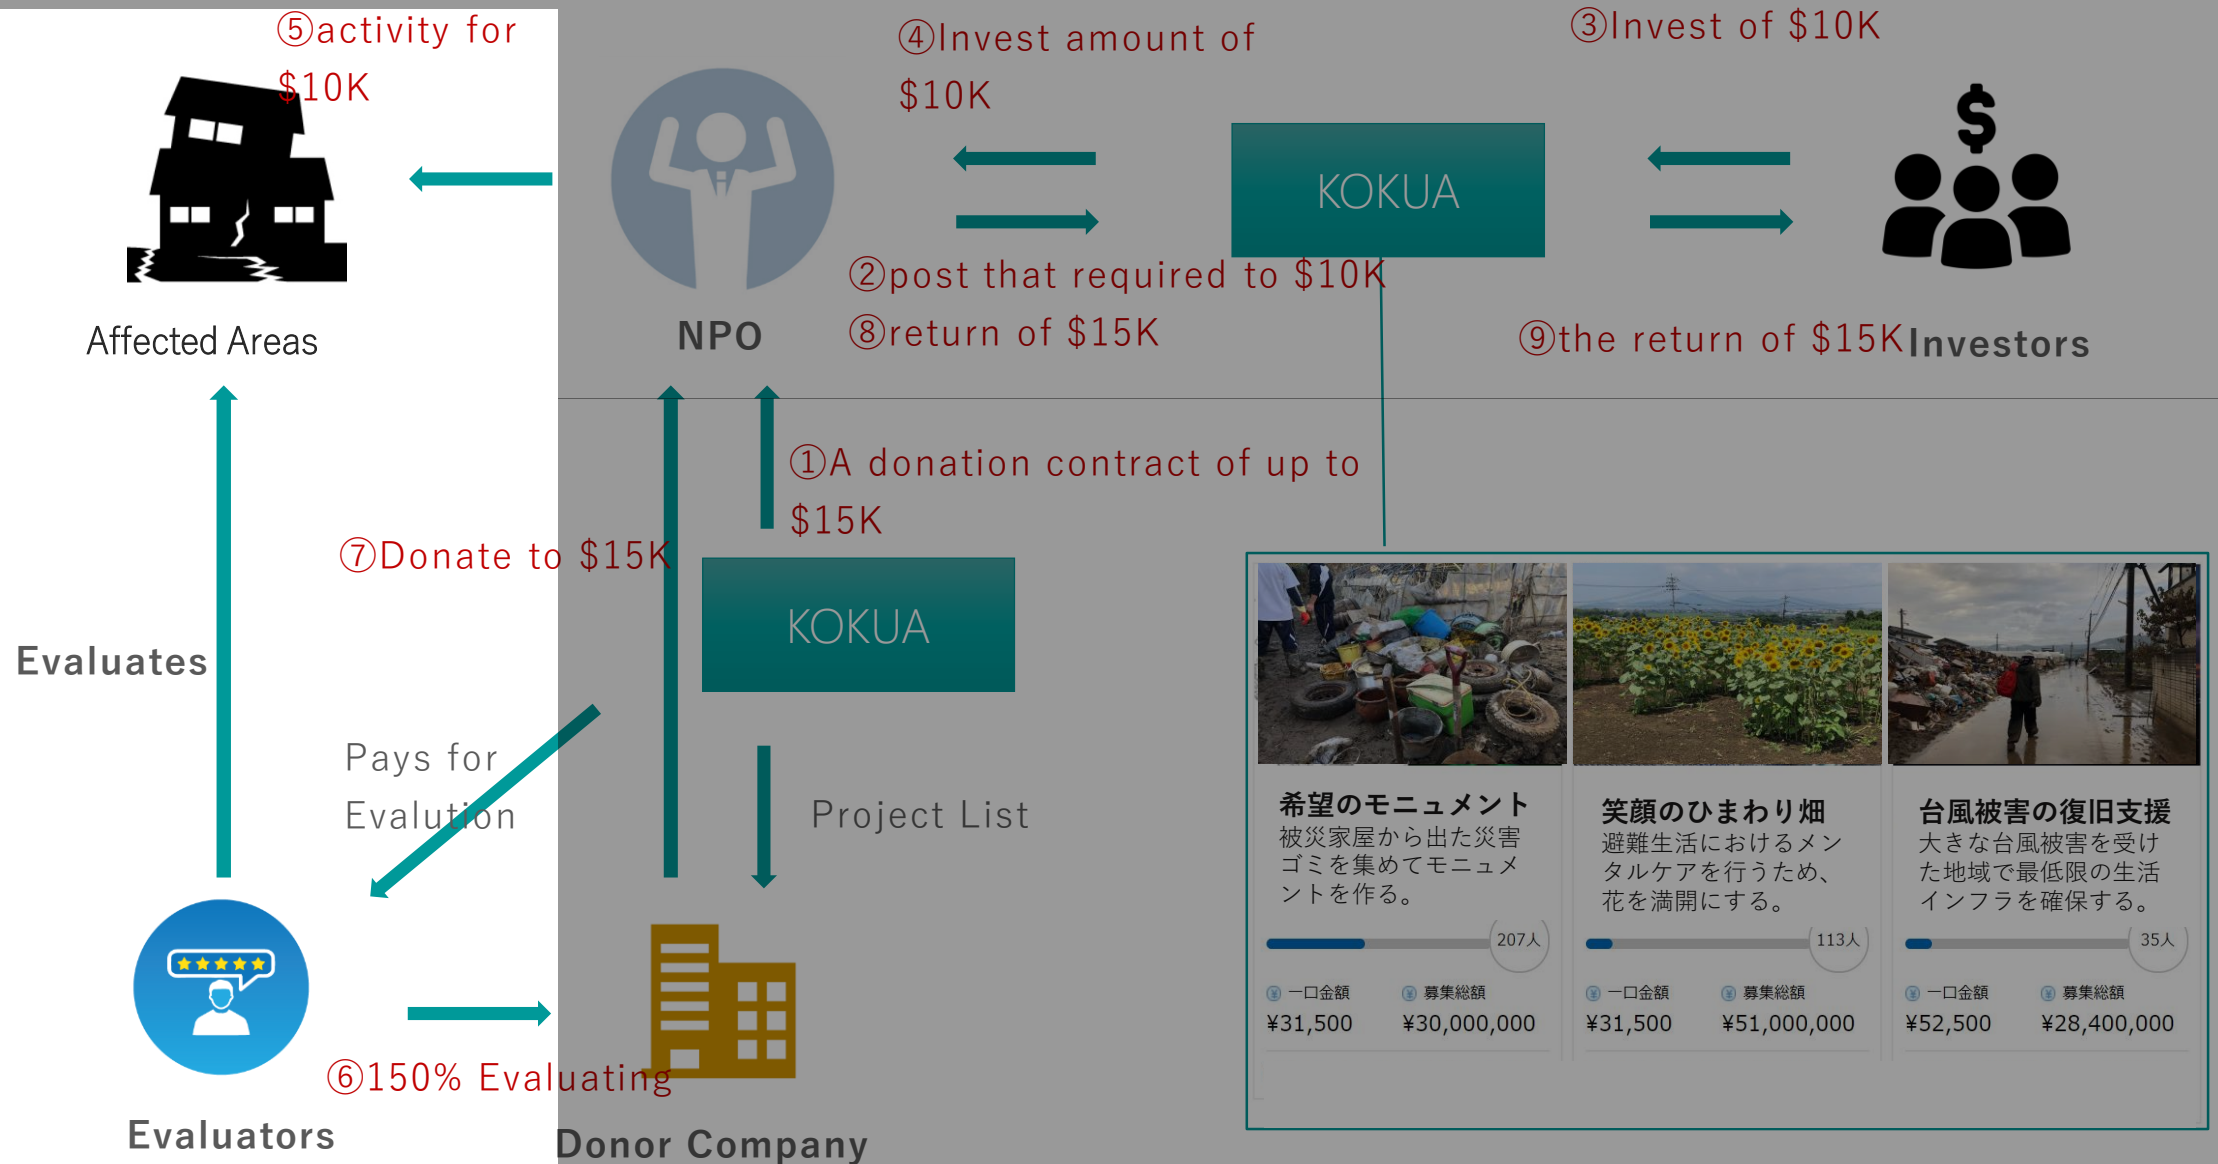 ⑤activity for
$10K
④Invest amount of
$10K
③Invest of $10K
KOKUA
②post that required to $10K
⑧return of $15K
⑨the return of $15K
Affected Areas
NPO
Investors
①A donation contract of up to
$15K
⑦Donate to $15K
KOKUA
Evaluates
Pays for
Evalution
Project List
⑥150% Evaluating
Evaluators
Donor Company
希望のモニュメント
被災家屋から出た災害
ゴミを集めてモニュメ
ントを作る。
207人
一口金額 募集総額
¥31,500 ¥30,000,000
笑顔のひまわり畑
避難生活におけるメン
タルケアを行うため、
花を満開にする。
113人
一口金額 募集総額
¥31,500 ¥51,000,000
台風被害の復旧支援
大きな台風被害を受け
た地域で最低限の生活
インフラを確保する。
35人
一口金額 募集総額
¥52,500 ¥28,400,000